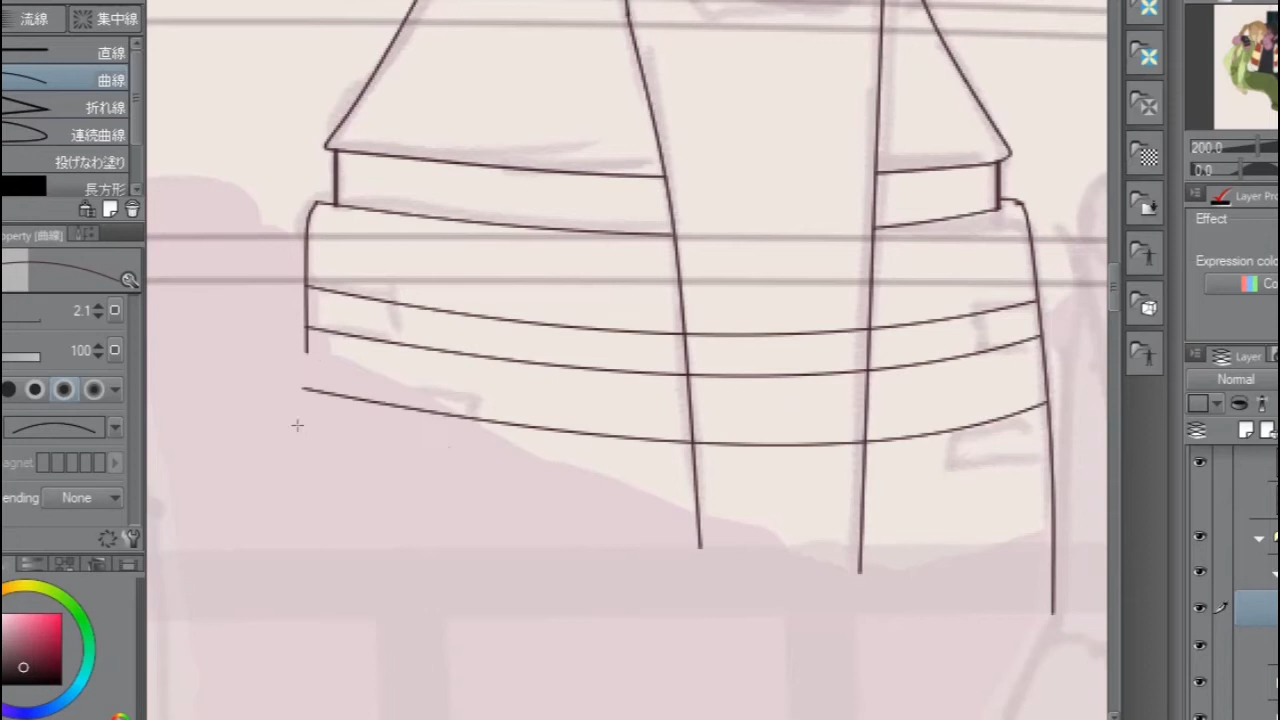 流線
集中線
直線
曲線
折れ線
連続曲線
投げなわ塗り
長方形
operty [曲線]
2.1
100
agnet
ending
None
200.0
0.0
Layer Pr
Effect
Expression colo
Co
Layer
Normal